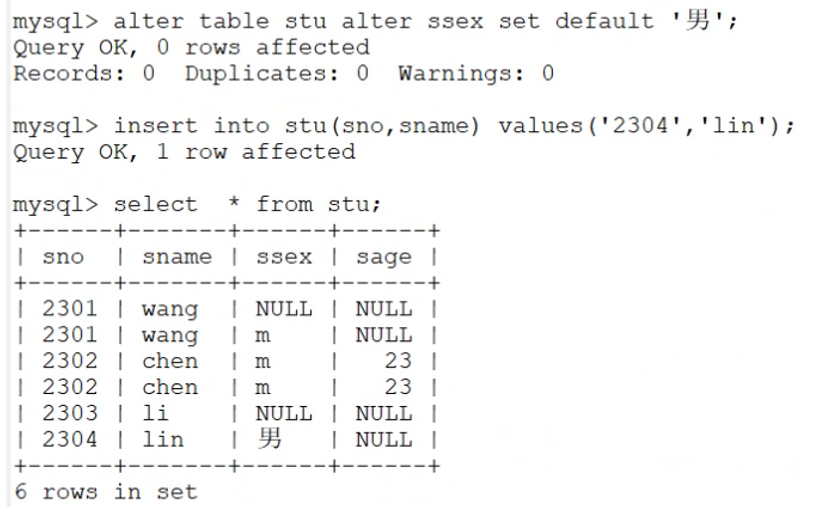 mysql> alter table stu alter ssex set default '男';
Query OK, 0 rows affected
Records: 0  Duplicates: 0  Warnings: 0
mysql> insert into stu(sno,sname) values('2304','lin');
Query OK, 1 row affected
mysql> select  * from stu;
+------+-------+------+------+
| sno  | sname | ssex | sage |
+------+-------+------+------+
| 2301 | wang  | NULL | NULL |
| 2301 | wang  | m    | NULL |
| 2302 | chen  | m    |   23 |
| 2302 | chen  | m    |   23 |
| 2303 | li    | NULL | NULL |
| 2304 | lin   | 男   | NULL |
+------+-------+------+------+
6 rows in set